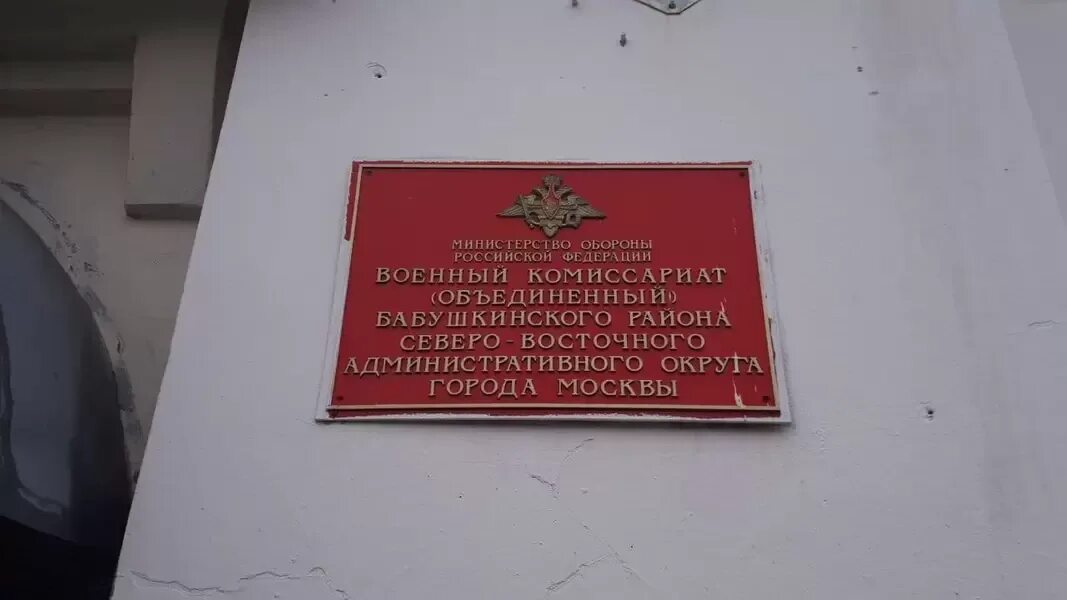 МИНИСТЕРСТВО ОБОРОНЫ
РОССИЙСКОЙ ФЕДЕРАЦИИ
ВОЕННЫЙ КОМИССАРИАТ
(ОБЪЕДИНЕННЫЙ)
БАБУШКИНСКОГО РАЙОНА
СЕВЕРО-ВОСТОЧНОГО
АДМИНИСТРАТИВНОГО ОКРУГА
ГОРОДА МОСКВЫ